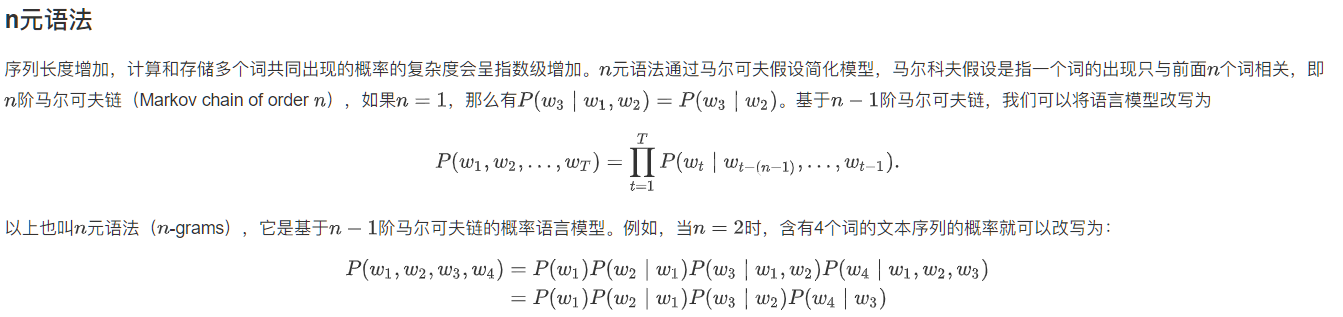 n元语法
序列长度增加，计算和存储多个词共同出现的概率的复杂度会呈指数级增加。n元语法通过马尔可夫假设简化模型，马尔科夫假设是指一个词的出现只与前面n个词相关，即
n阶马尔可夫链（Markov chain of order n），如果n = 1，那么有P(w₃ ∣ w₁, w₂) = P(w₃ ∣ w₂)。基于n − 1阶马尔可夫链，我们可以将语言模型改写为
P(w₁, w₂, …, w_T) = ∏_{t=1}^{T} P(w_t ∣ w_{t−(n−1)}, …, w_{t−1}).
以上也叫n元语法（n-grams），它是基于n − 1阶马尔可夫链的概率语言模型。例如，当n = 2时，含有4个词的文本序列的概率就可以改写为：
P(w₁, w₂, w₃, w₄) = P(w₁)P(w₂ ∣ w₁)P(w₃ ∣ w₁, w₂)P(w₄ ∣ w₁, w₂, w₃)
= P(w₁)P(w₂ ∣ w₁)P(w₃ ∣ w₂)P(w₄ ∣ w₃)